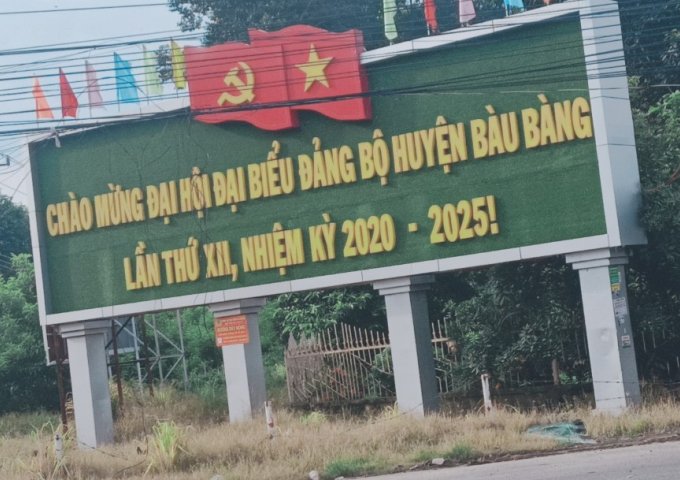 CHÀO MỪNG ĐẠI HỘI ĐẠI BIỂU ĐẢNG BỘ HUYỆN BÀU BÀNG
LẦN THỨ XII, NHIỆM KỲ 2020 - 2025!